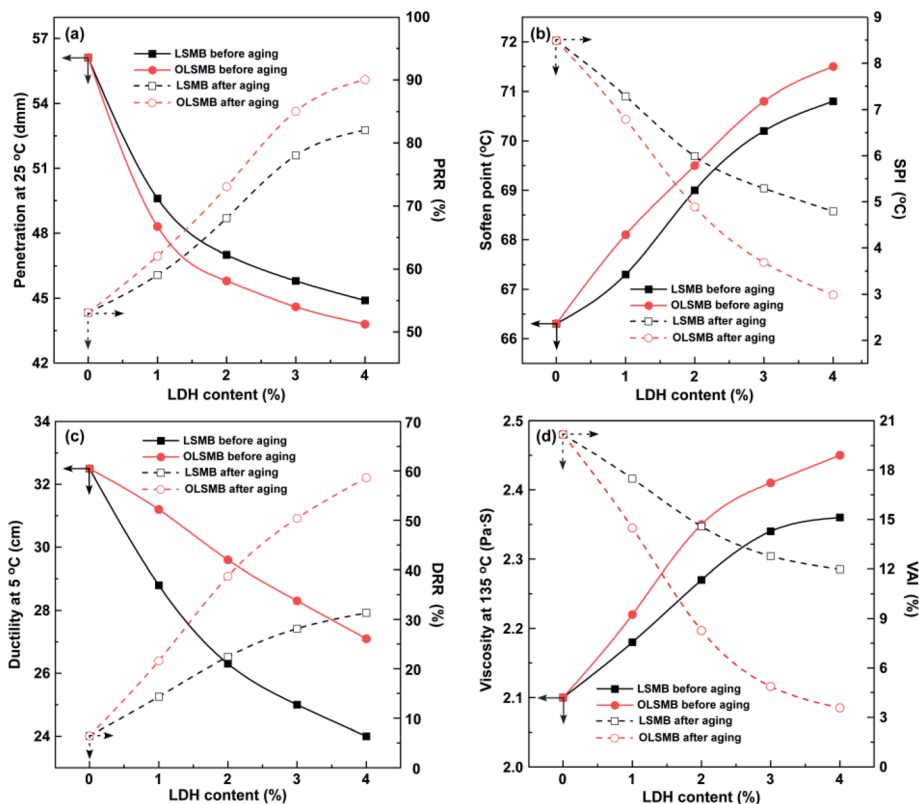 (a)
LSMB before aging
OLSMB before aging
LSMB after aging
OLSMB after aging
Penetration at 25 ºC (dmm)
57
54
51
48
45
42
PRR
(%)
100
90
80
70
60
50
0 1 2 3 4
LDH content (%)
(b)
LSMB before aging
OLSMB before aging
LSMB after aging
OLSMB after aging
Soften point (ºC)
72
71
70
69
68
67
66
SPI
(ºC)
9
8
7
6
5
4
3
2
0 1 2 3 4
LDH content (%)
(c)
LSMB before aging
OLSMB before aging
LSMB after aging
OLSMB after aging
Ductility at 5 ºC (cm)
34
32
30
28
26
24
DRR (%)
70
60
50
40
30
20
10
0
0 1 2 3 4
LDH content (%)
(d)
LSMB before aging
OLSMB before aging
LSMB after aging
OLSMB after aging
Viscosity at 135 ºC (Pa·S)
2.5
2.4
2.3
2.2
2.1
2.0
VAI (%)
21
18
15
12
9
6
3
0
0 1 2 3 4
LDH content (%)